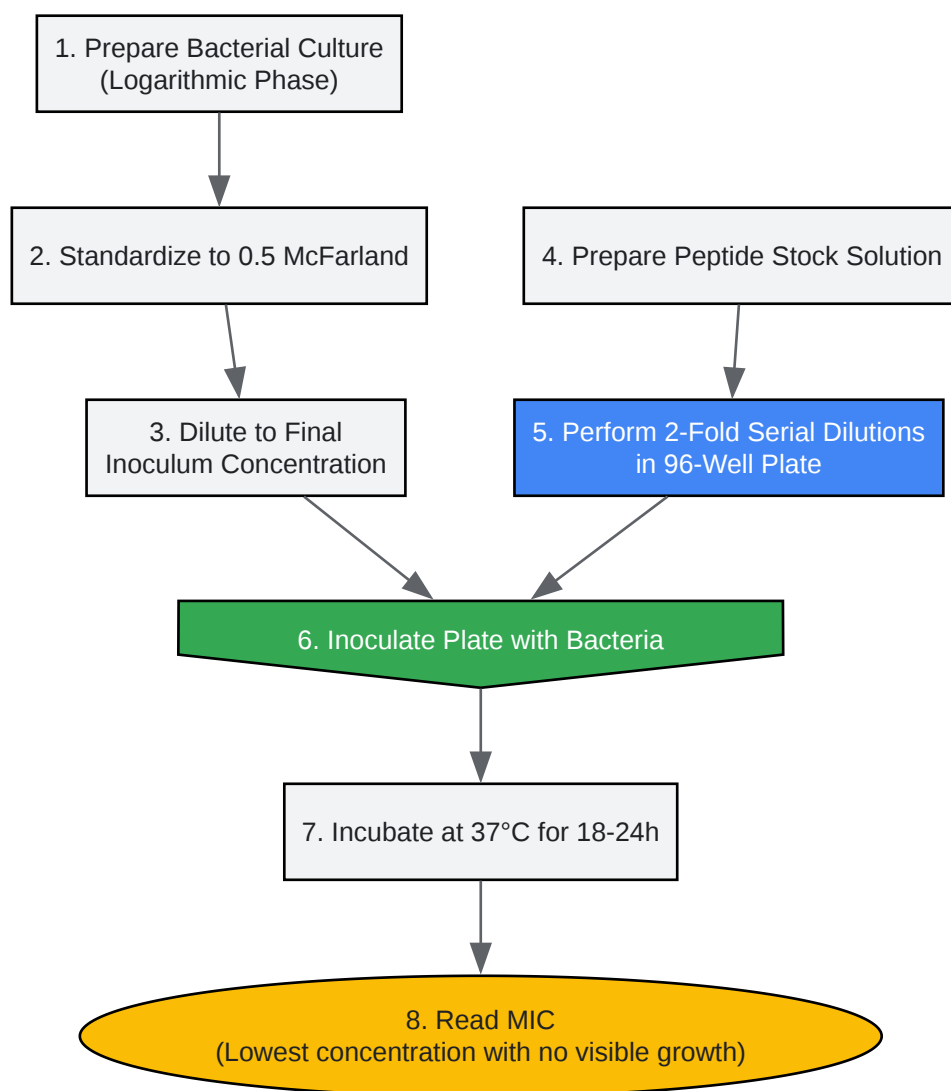 1. Prepare Bacterial Culture
(Logarithmic Phase)
2. Standardize to 0.5 McFarland
4. Prepare Peptide Stock Solution
3. Dilute to Final
Inoculum Concentration
5. Perform 2-Fold Serial Dilutions
in 96-Well Plate
6. Inoculate Plate with Bacteria
7. Incubate at 37°C for 18-24h
8. Read MIC
(Lowest concentration with no visible growth)